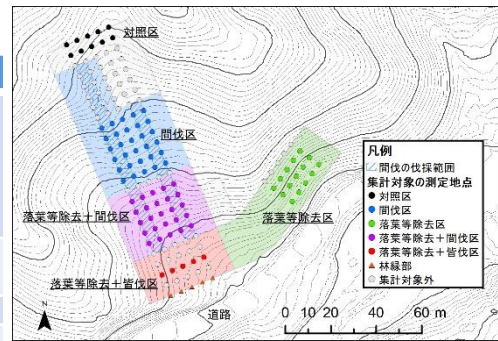 対照区
間伐区
落葉等除去＋間伐区
落葉等除去区
落葉等除去＋皆伐区
道路
凡例
間伐の伐採範囲
集計対象の測定地点
対照区
間伐区
落葉等除去区
落葉等除去＋間伐区
落葉等除去＋皆伐区
林縁部
集計対象外
N
0 10 20 40 60 m